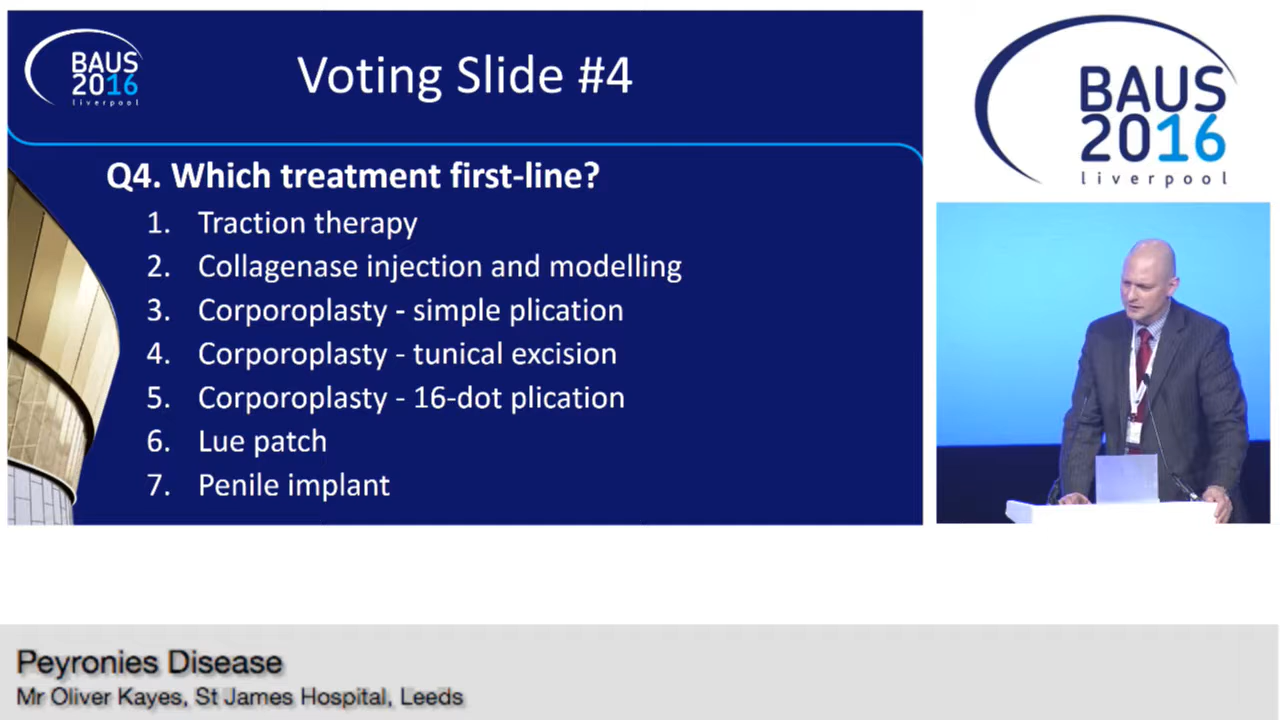 BAUS
2016
liverpool
Voting Slide #4
Q4. Which treatment first-line?
1. Traction therapy
2. Collagenase injection and modelling
3. Corporoplasty - simple plication
4. Corporoplasty - tunical excision
5. Corporoplasty - 16-dot plication
6. Lue patch
7. Penile implant
BAUS
2016
liverpool
Peyronies Disease
Mr Oliver Kayes, St James Hospital, Leeds